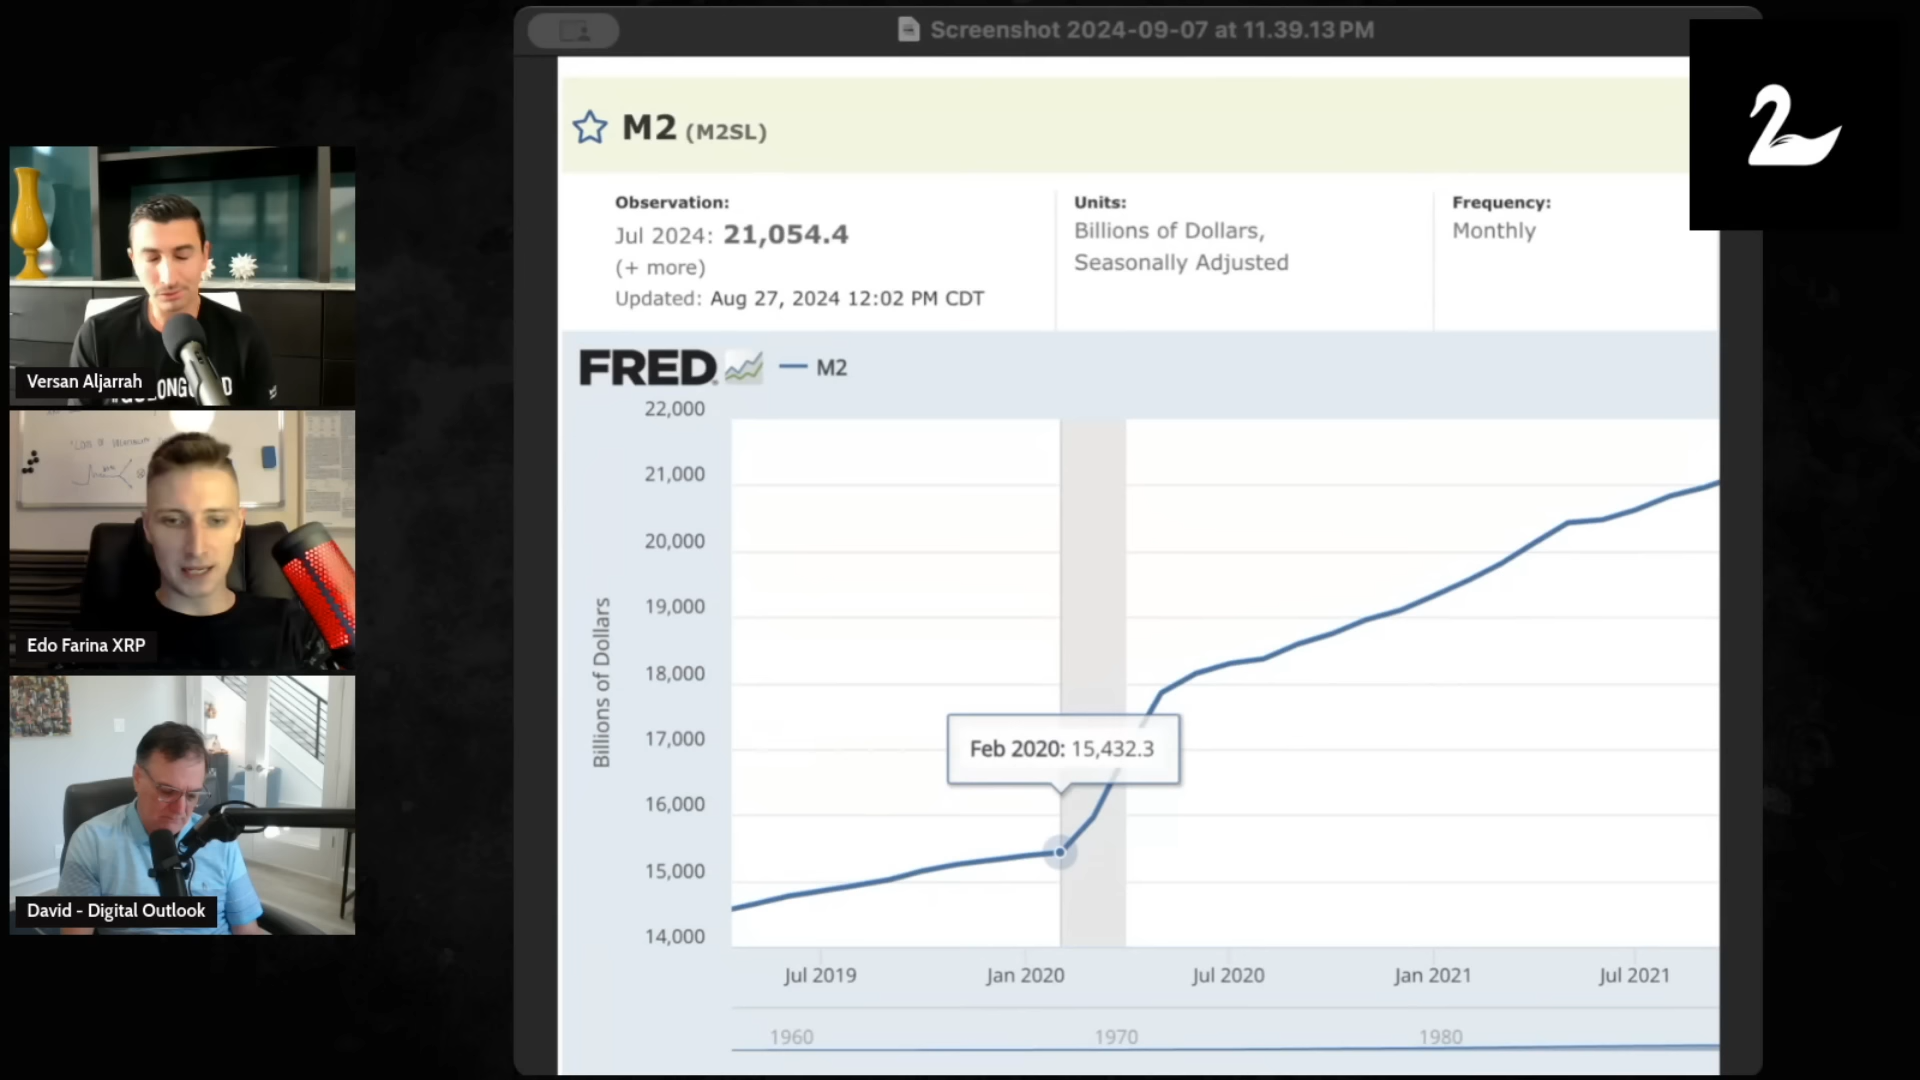 Screenshot 2024-09-07 at 11.39.13 PM
M2 (M2SL)
Observation:
Jul 2024: 21,054.4
(+ more)
Updated: Aug 27, 2024 12:02 PM CDT
Units:
Billions of Dollars,
Seasonally Adjusted
Frequency:
Monthly
FRED
M2
22,000
21,000
20,000
19,000
18,000
17,000
16,000
15,000
14,000
Billions of Dollars
Feb 2020: 15,432.3
Jul 2019
Jan 2020
Jul 2020
Jan 2021
Jul 2021
1960
1970
1980
Versan Aljarrah
Edo Farina XRP
David - Digital Outlook